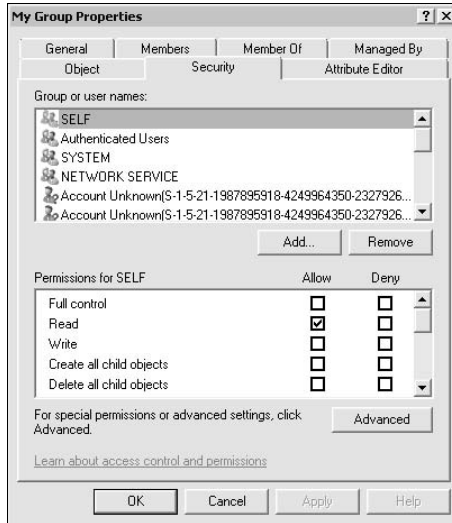 My Group Properties
General Members Member Of Managed By
Object Security Attribute Editor
Group or user names:
SELF
Authenticated Users
SYSTEM
NETWORK SERVICE
Account Unknown(S-1-5-21-1987895918-4249964350-2327926...
Account Unknown(S-1-5-21-1987895918-4249964350-2327926...
Add... Remove
Permissions for SELF Allow Deny
Full control
Read
Write
Create all child objects
Delete all child objects
For special permissions or advanced settings, click
Advanced. Advanced
Learn about access control and permissions
OK Cancel Apply Help